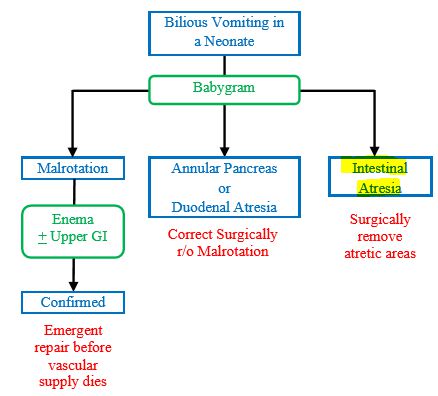 Bilious Vomiting in
a Neonate
Babygram
Malrotation
Annular Pancreas
or
Duodenal Atresia
Intestinal
Atresia
Enema
+ Upper GI
Correct Surgically
r/o Malrotation
Surgically
remove
atretic areas
Confirmed
Emergent
repair before
vascular
supply dies